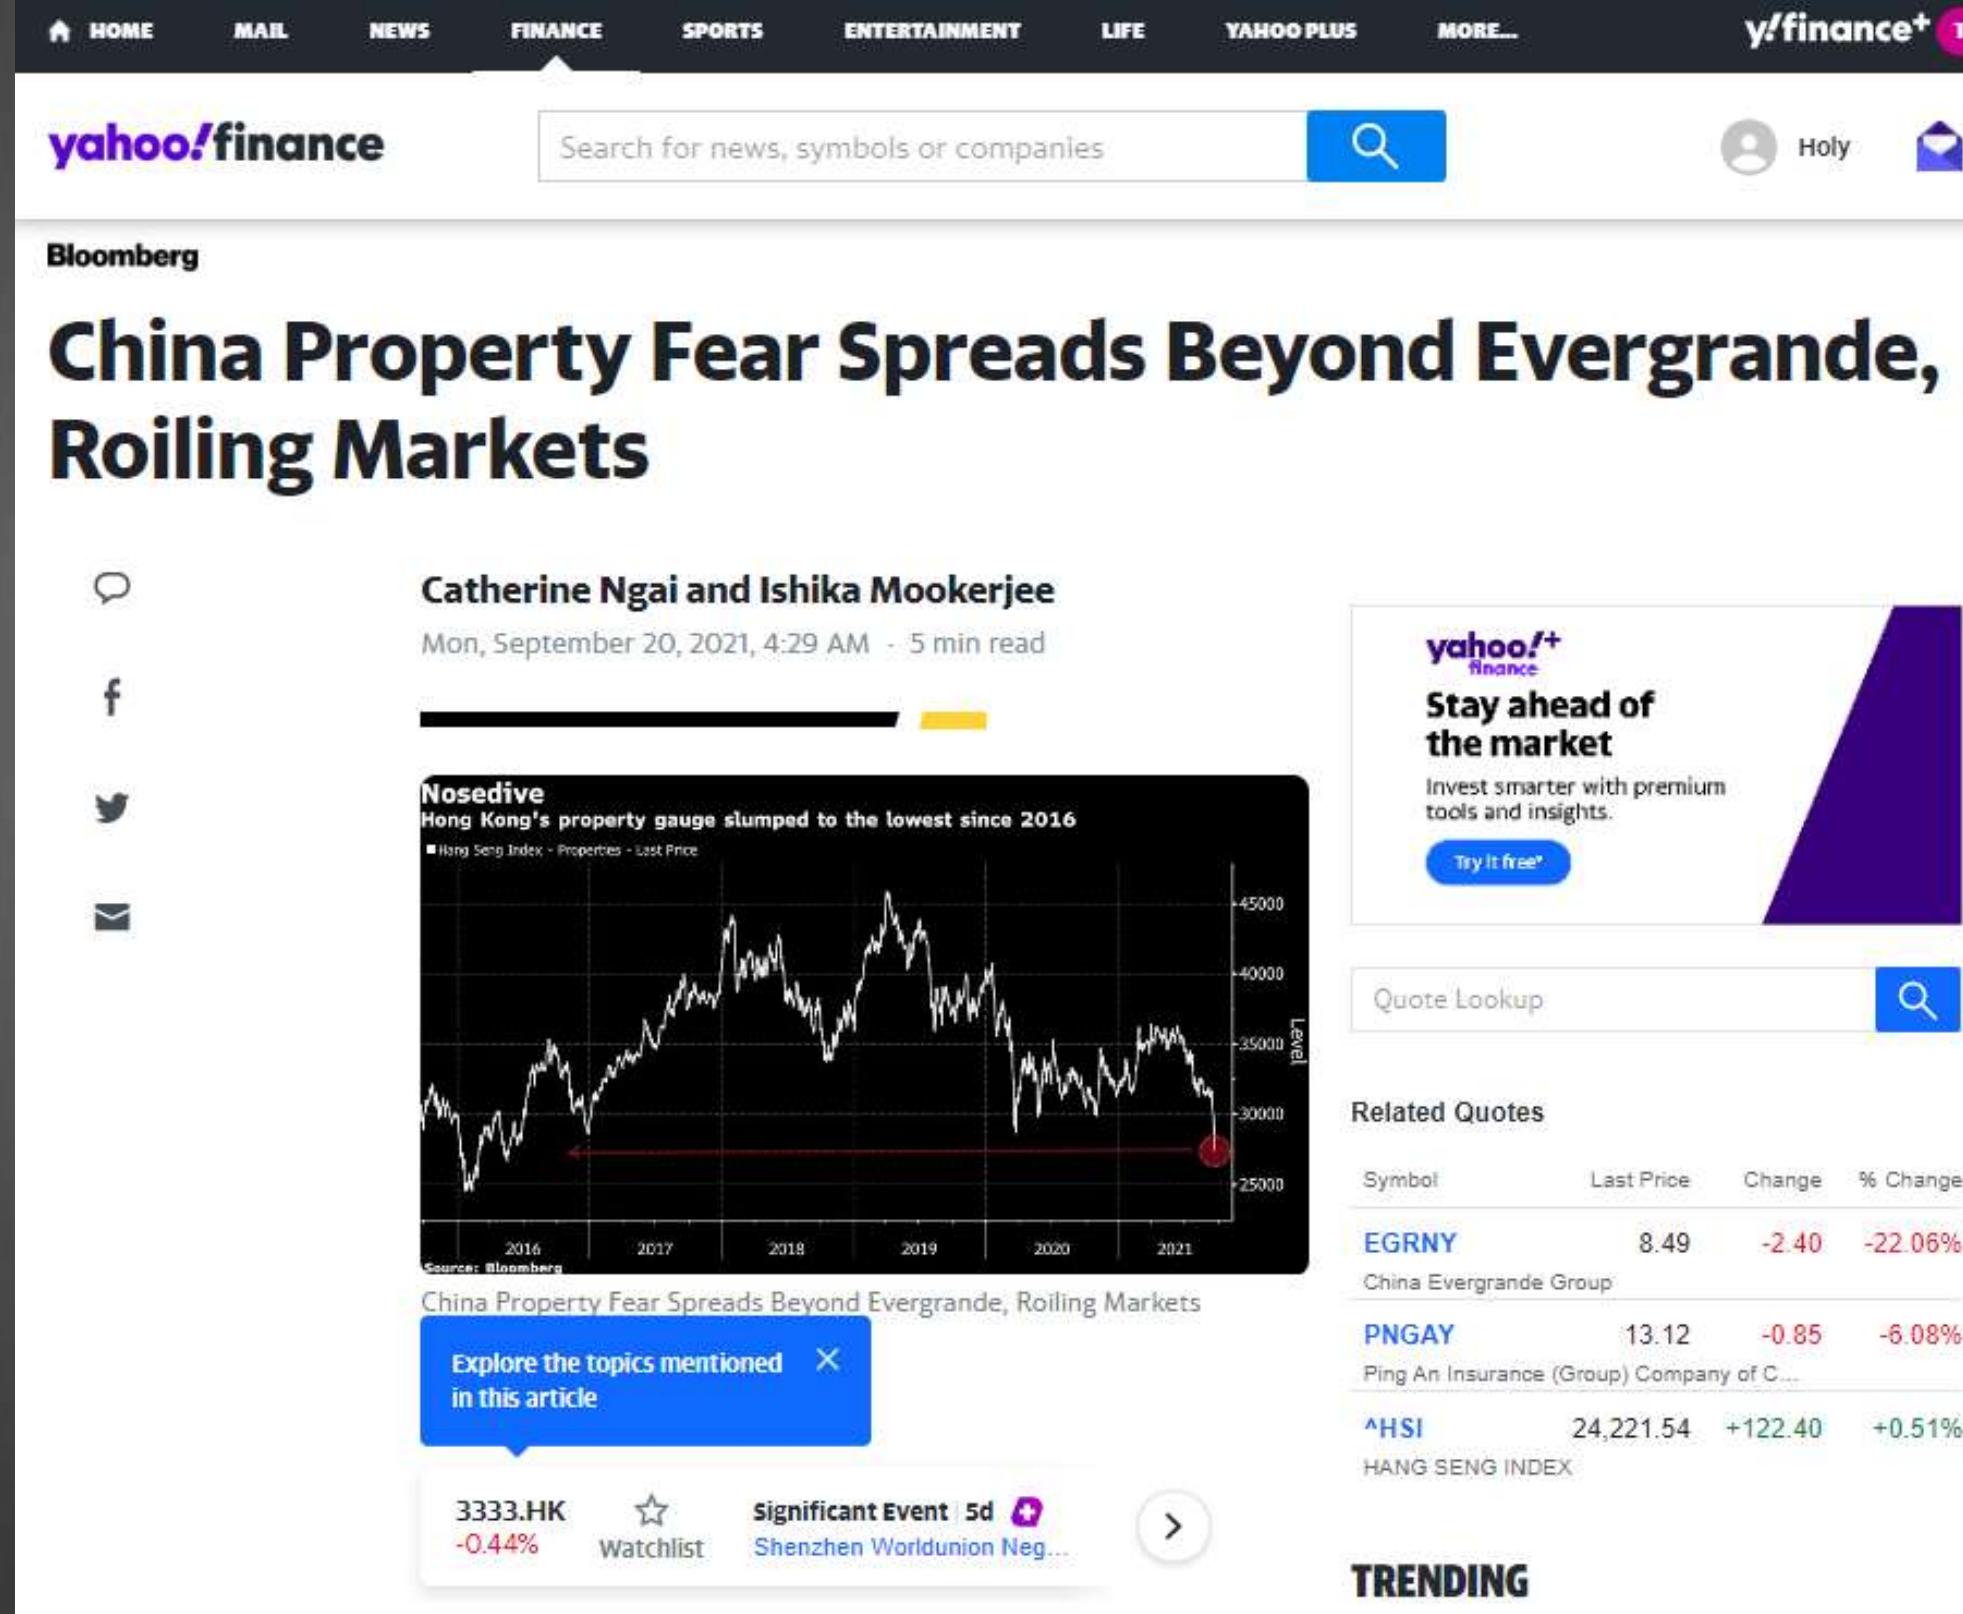 HOME MAIL NEWS FINANCE SPORTS ENTERTAINMENT LIFE YAHOO PLUS MORE... y!finance+
yahoo!finance
Search for news, symbols or companies
Holy
Bloomberg
China Property Fear Spreads Beyond Evergrande,
Roiling Markets
Catherine Ngai and Ishika Mookerjee
Mon, September 20, 2021, 4:29 AM · 5 min read
Nosedive
Hong Kong's property gauge slumped to the lowest since 2016
Hang Seng Index - Properties - Last Price
45000
40000
35000
Level
30000
25000
2016 2017 2018 2019 2020 2021
Source: Bloomberg
China Property Fear Spreads Beyond Evergrande, Roiling Markets
Explore the topics mentioned
in this article
3333.HK
-0.44%
Watchlist
Significant Event 5d
Shenzhen Worldunion Neg...
yahoo!+
finance
Stay ahead of
the market
Invest smarter with premium
tools and insights.
Try it free*
Quote Lookup
Related Quotes
Symbol Last Price Change % Change
EGRNY 8.49 -2.40 -22.06%
China Evergrande Group
PNGAY 13.12 -0.85 -6.08%
Ping An Insurance (Group) Company of C...
^HSI 24,221.54 +122.40 +0.51%
HANG SENG INDEX
TRENDING